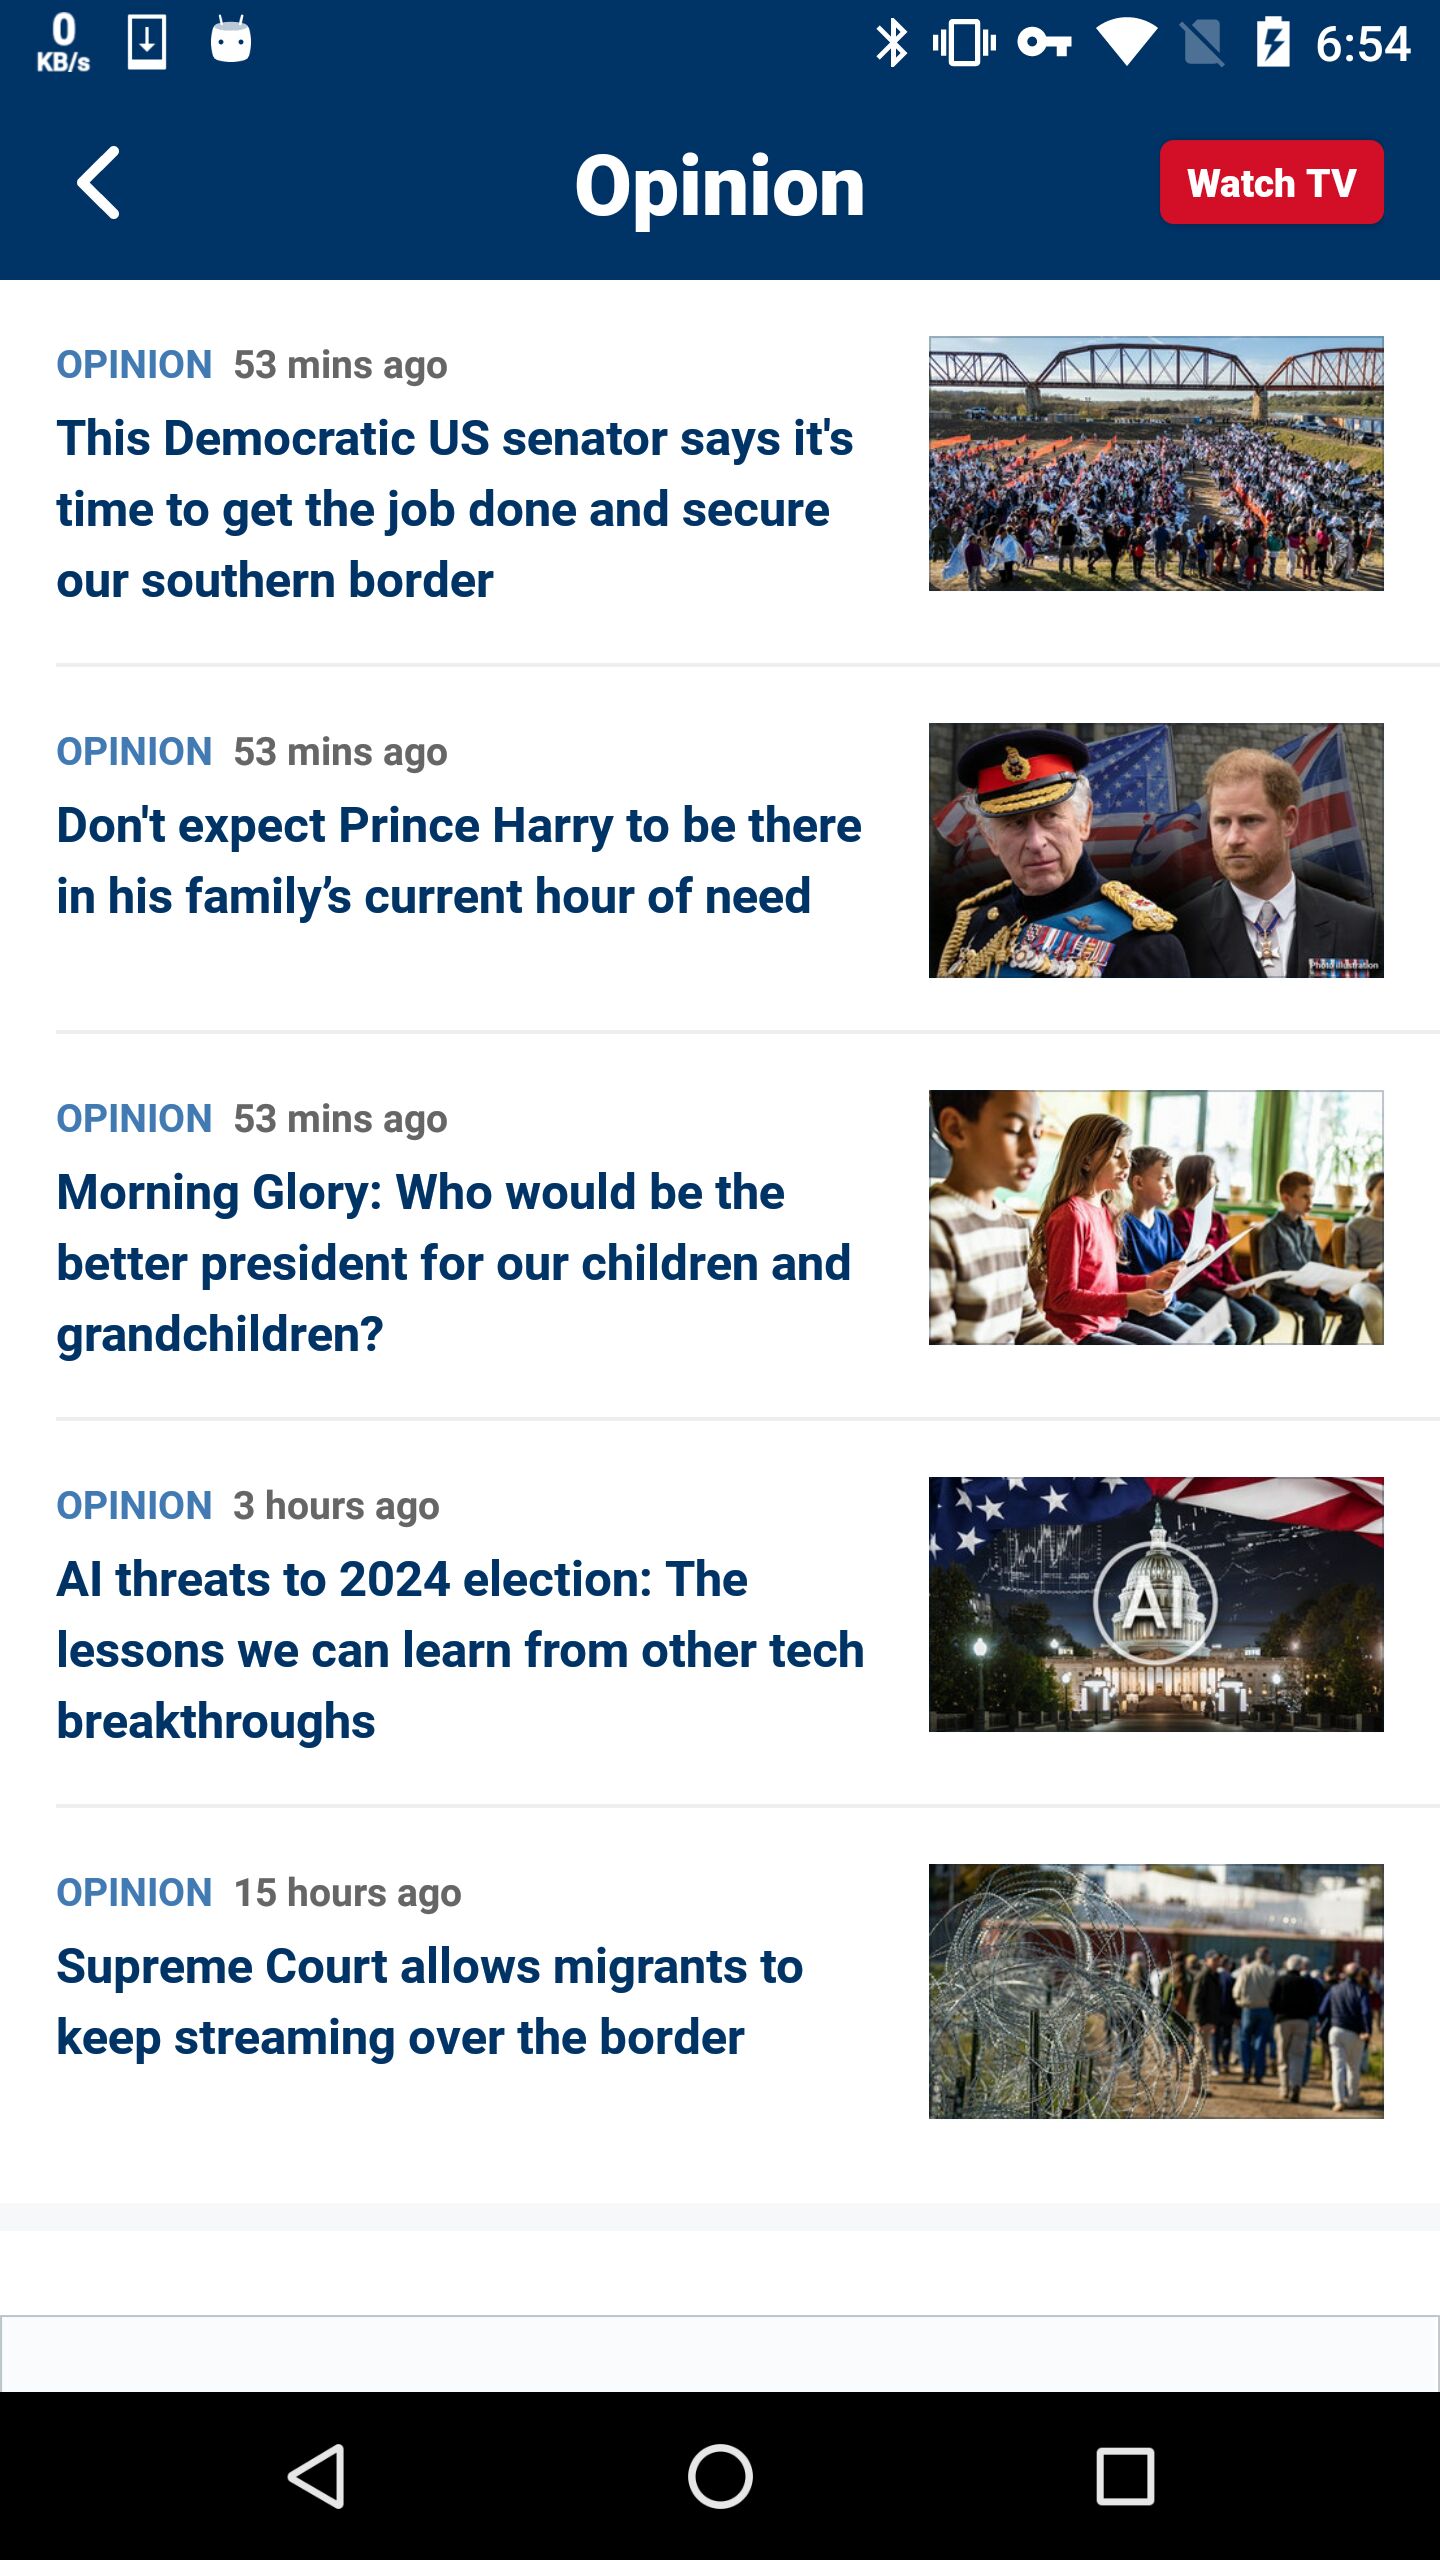 0
KB/s
6:54
Opinion
Watch TV
OPINION 53 mins ago
This Democratic US senator says it's
time to get the job done and secure
our southern border
OPINION 53 mins ago
Don't expect Prince Harry to be there
in his family’s current hour of need
Photo illustration
OPINION 53 mins ago
Morning Glory: Who would be the
better president for our children and
grandchildren?
OPINION 3 hours ago
AI threats to 2024 election: The
lessons we can learn from other tech
breakthroughs
AI
OPINION 15 hours ago
Supreme Court allows migrants to
keep streaming over the border